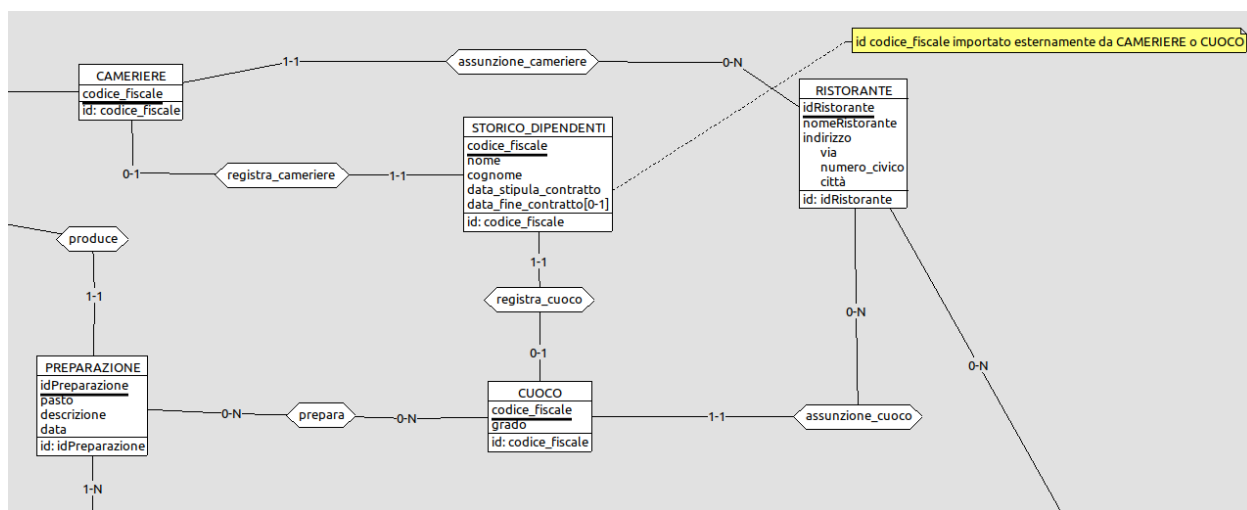 id codice_fiscale importato esternamente da CAMERIERE o CUOCO
1-1
assunzione_cameriere
0-N
CAMERIERE
codice_fiscale
id: codice_fiscale
RISTORANTE
idRistorante
nomeRistorante
indirizzo
via
numero_civico
città
id: idRistorante
STORICO_DIPENDENTI
codice_fiscale
nome
cognome
data_stipula_contratto
data_fine_contratto[0-1]
id: codice_fiscale
0-1
registra_cameriere
1-1
produce
1-1
1-1
registra_cuoco
0-1
0-N
0-N
PREPARAZIONE
idPreparazione
pasto
descrizione
data
id: idPreparazione
0-N
prepara
0-N
CUOCO
codice_fiscale
grado
id: codice_fiscale
1-1
assunzione_cuoco
1-N